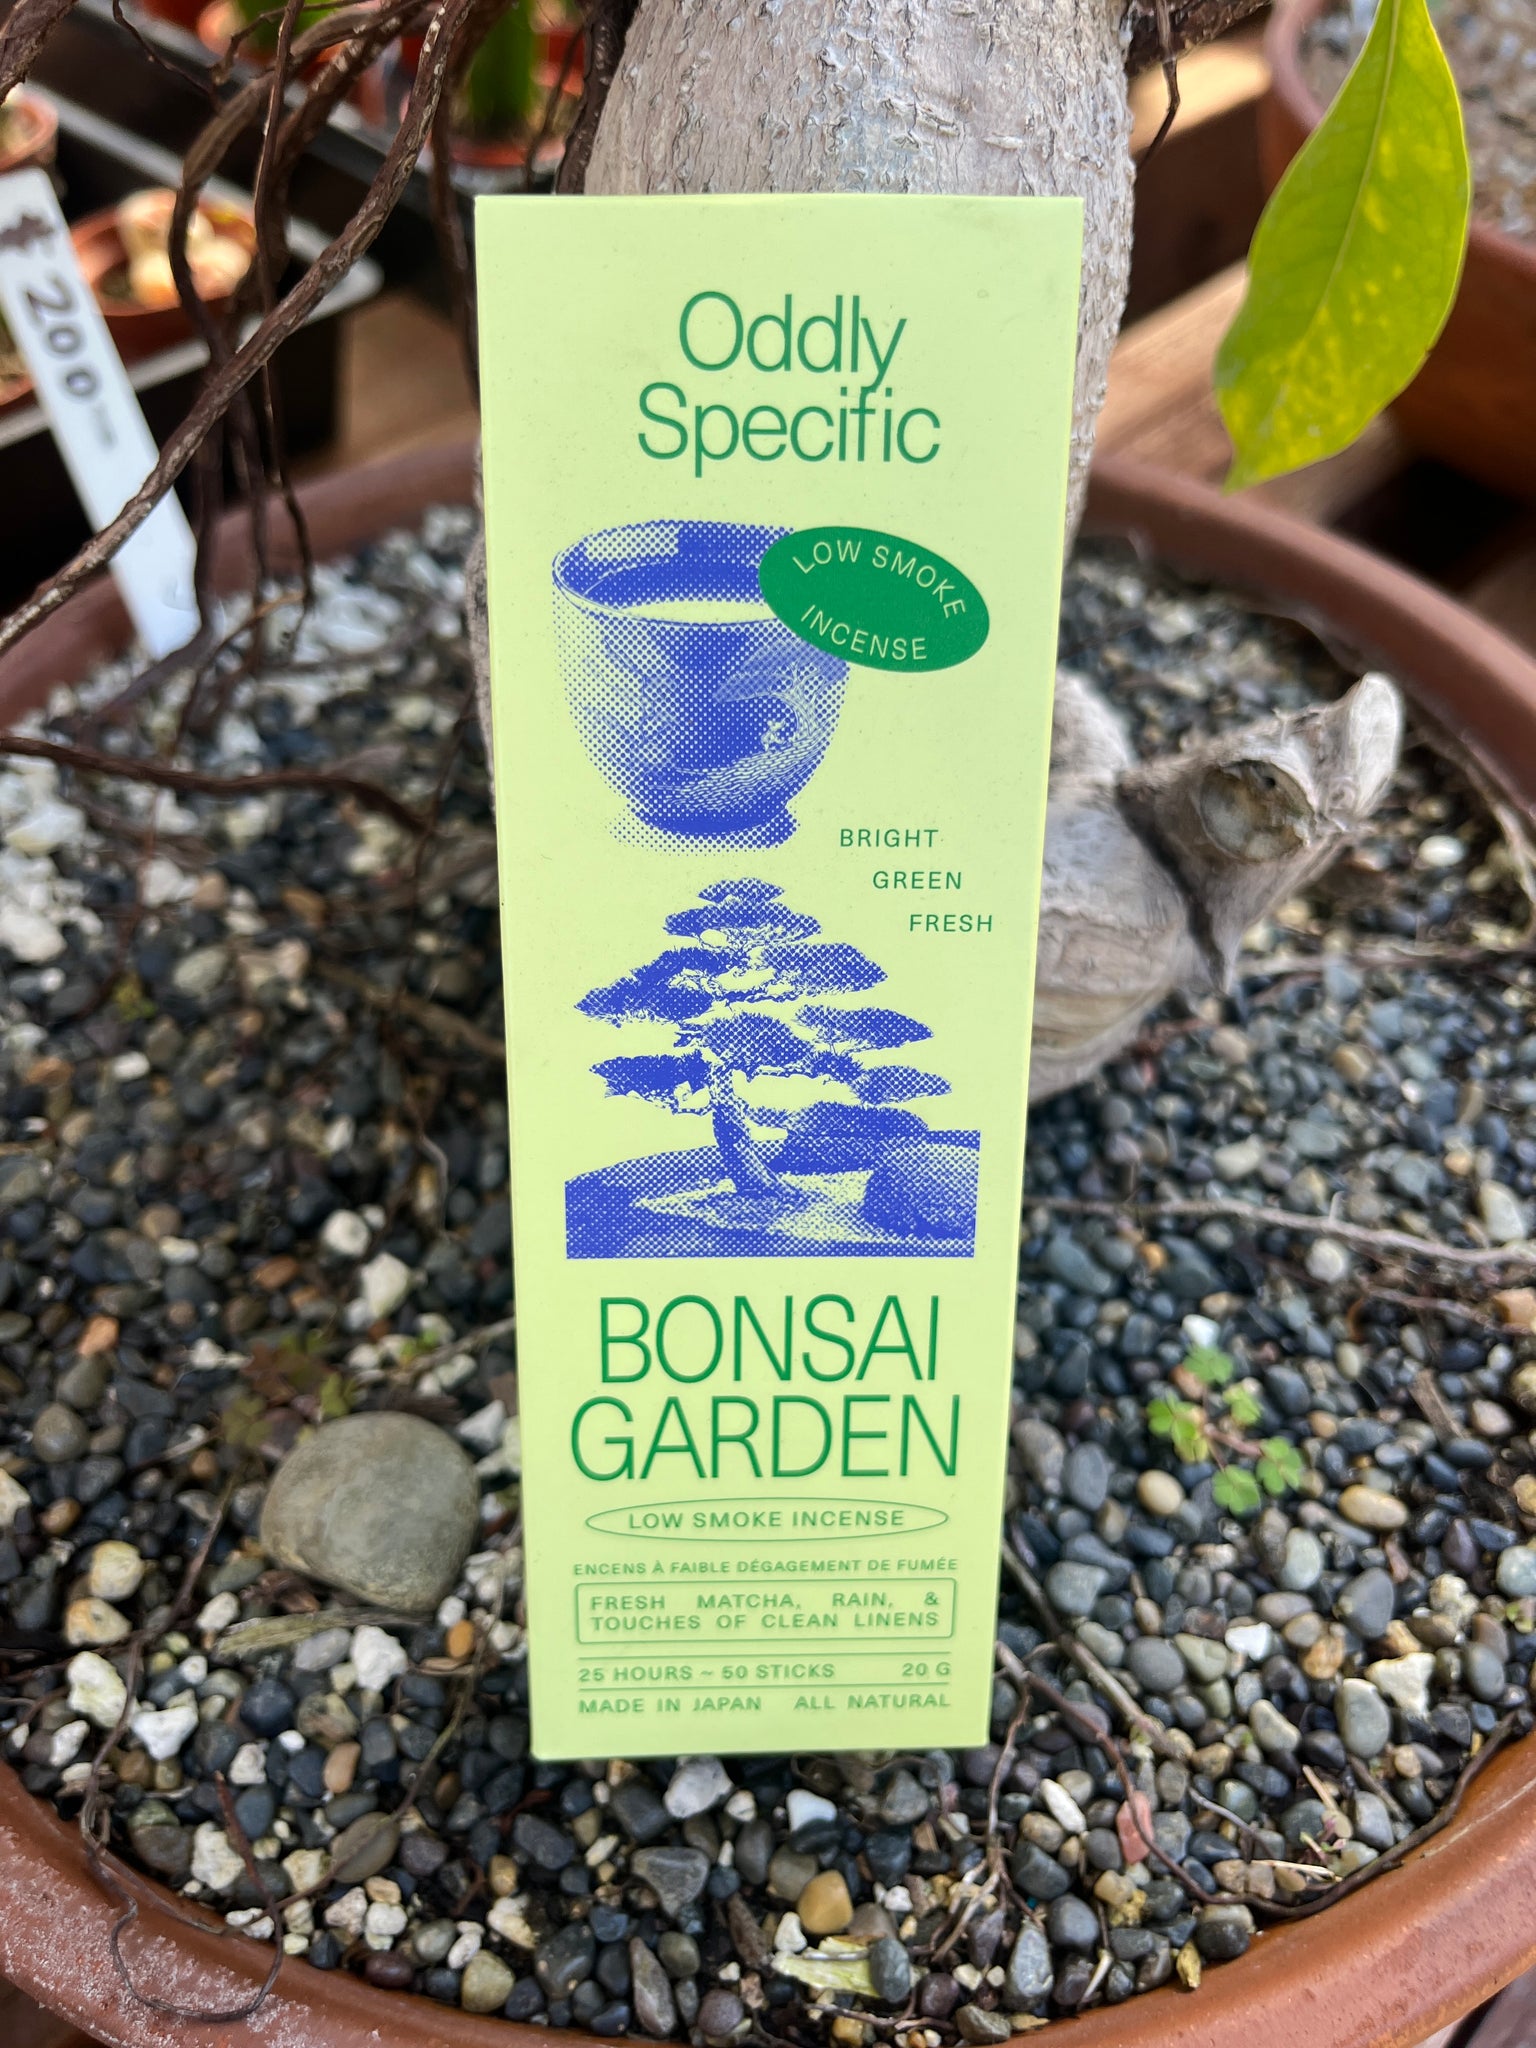 200
Oddly
Specific
LOW SMOKE
INCENSE
BRIGHT
GREEN
FRESH
BONSAI
GARDEN
LOW SMOKE INCENSE
ENCENS À FAIBLE DÉGAGEMENT DE FUMÉE
FRESH MATCHA, RAIN, &
TOUCHES OF CLEAN LINENS
25 HOURS ~ 50 STICKS 20 G
MADE IN JAPAN ALL NATURAL